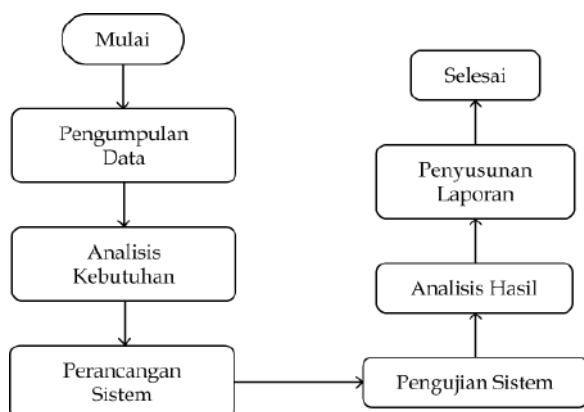 Mulai
Pengumpulan
Data
Analisis
Kebutuhan
Perancangan
Sistem
Pengujian Sistem
Analisis Hasil
Penyusunan
Laporan
Selesai